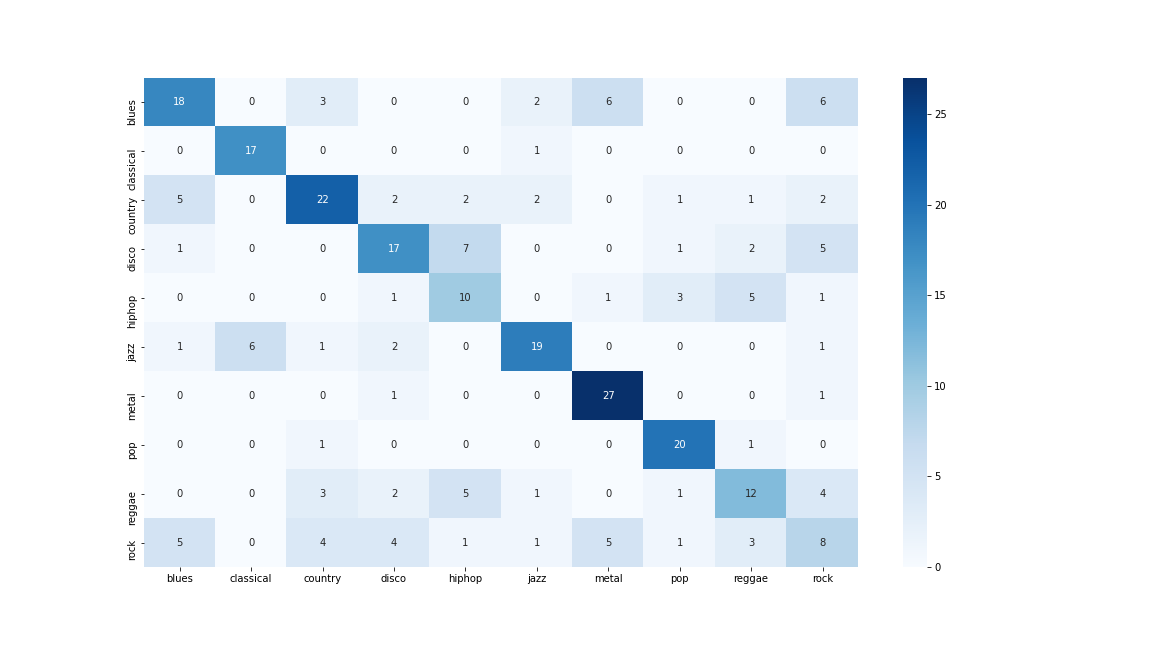 blues 18 0 3 0 0 2 6 0 0 6
classical 0 17 0 0 0 1 0 0 0 0
country 5 0 22 2 2 2 0 1 1 2
disco 1 0 0 17 7 0 0 1 2 5
hiphop 0 0 0 1 10 0 1 3 5 1
jazz 1 6 1 2 0 19 0 0 0 1
metal 0 0 0 1 0 0 27 0 0 1
pop 0 0 1 0 0 0 0 20 1 0
reggae 0 0 3 2 5 1 0 1 12 4
rock 5 0 4 4 1 1 5 1 3 8
blues classical country disco hiphop jazz metal pop reggae rock
25
20
15
10
5
0